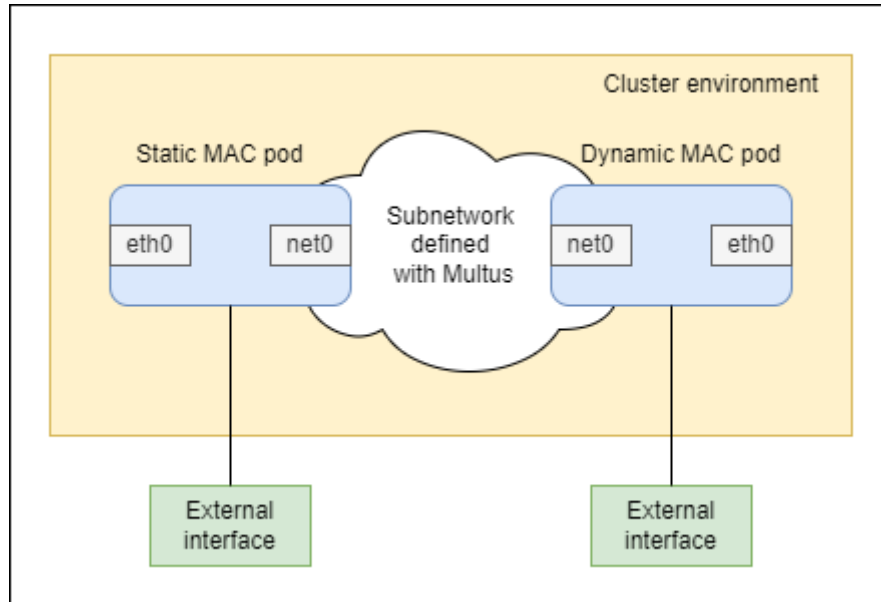 Cluster environment
Static MAC pod
Dynamic MAC pod
eth0
net0
Subnetwork
defined
with Multus
net0
eth0
External
interface
External
interface